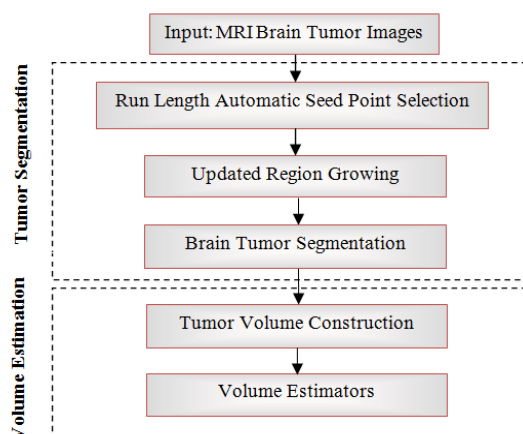 Input: MRI Brain Tumor Images
Tumor Segmentation
Run Length Automatic Seed Point Selection
Updated Region Growing
Brain Tumor Segmentation
Volume Estimation
Tumor Volume Construction
Volume Estimators